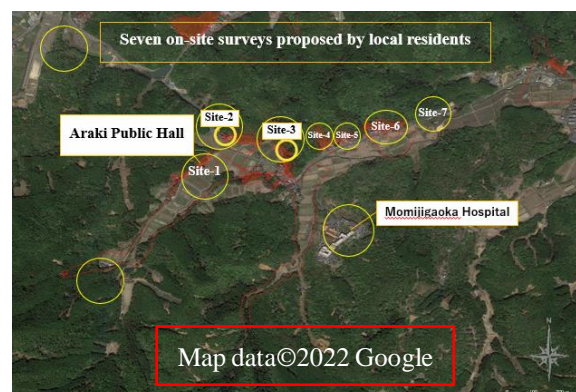 Seven on-site surveys proposed by local residents
Site-2
Araki Public Hall
Site-3
Site-4
Site-5
Site-6
Site-7
Site-1
Momijigaoka Hospital
N
Map data©2022 Google